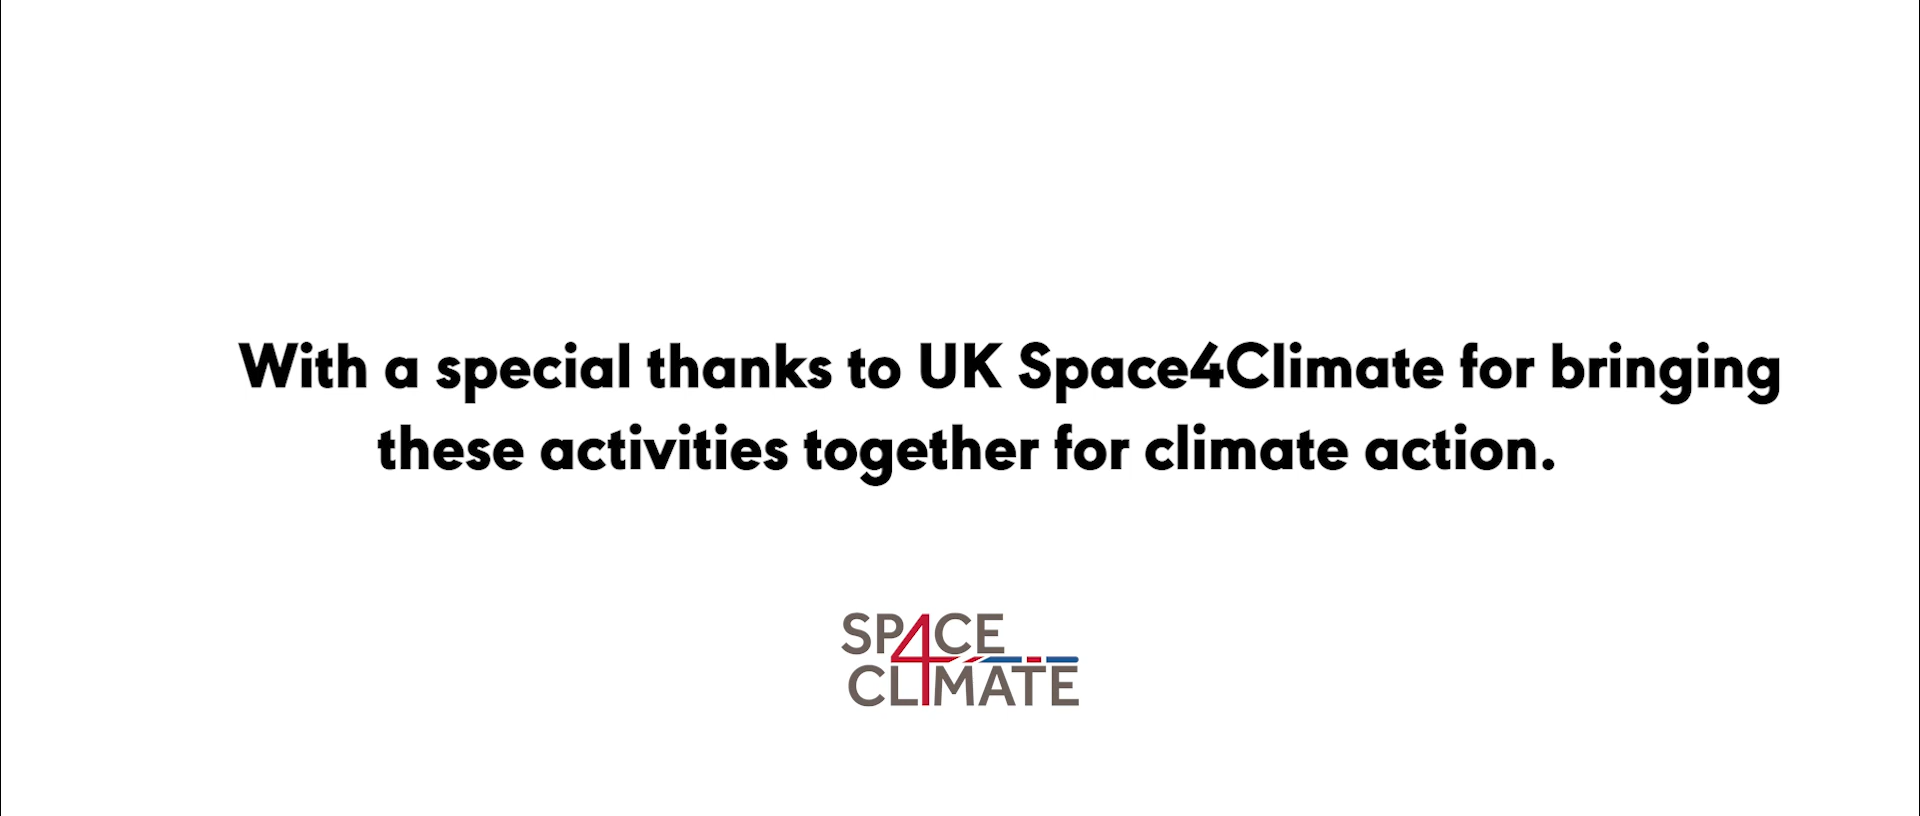 With a special thanks to UK Space4Climate for bringing
these activities together for climate action.
SP4CE
CLIMATE